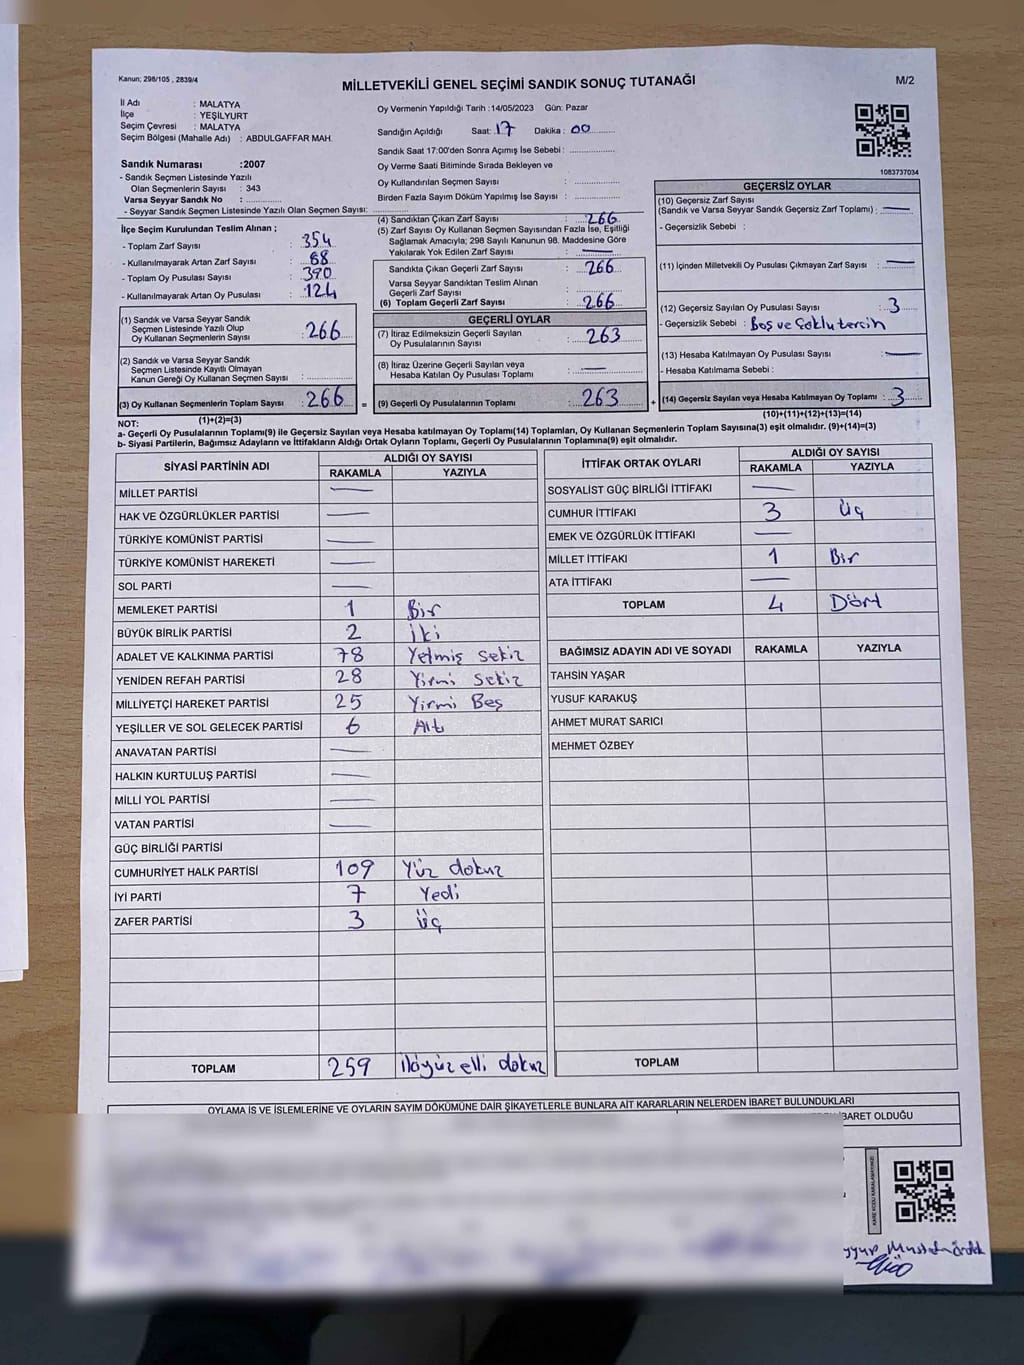 Kanun; 298/105 , 2839/4
MİLLETVEKİLİ GENEL SEÇİMİ SANDIK SONUÇ TUTANAĞI
M/2
İl Adı : MALATYA
İlçe : YEŞİLYURT
Seçim Çevresi : MALATYA
Seçim Bölgesi (Mahalle Adı) : ABDULGAFFAR MAH.
Sandık Numarası :2007
- Sandık Seçmen Listesinde Yazılı
Olan Seçmenlerin Sayısı : 343
Varsa Seyyar Sandık No :
- Seyyar Sandık Seçmen Listesinde Yazılı Olan Seçmen Sayısı:
Oy Vermenin Yapıldığı Tarih :14/05/2023 Gün: Pazar
Sandığın Açıldığı Saat: 17 Dakika : 00
Sandık Saat 17:00'den Sonra Açımış İse Sebebi :
Oy Verme Saati Bitiminde Sırada Bekleyen ve
Oy Kullandırılan Seçmen Sayısı :
Birden Fazla Sayım Döküm Yapılmış İse Sayısı :
1083737034
İlçe Seçim Kurulundan Teslim Alınan ;
- Toplam Zarf Sayısı : 354
- Kullanılmayarak Artan Zarf Sayısı : 88
- Toplam Oy Pusulası Sayısı : 390
- Kullanılmayarak Artan Oy Pusulası : 124
(1) Sandık ve Varsa Seyyar Sandık
Seçmen Listesinde Yazılı Olup
Oy Kullanan Seçmenlerin Sayısı : 266
(2) Sandık ve Varsa Seyyar Sandık
Seçmen Listesinde Kayıtlı Olmayan
Kanun Gereği Oy Kullanan Seçmen Sayısı :
(3) Oy Kullanan Seçmenlerin Toplam Sayısı : 266
(1)+(2)=(3)
(4) Sandıktan Çıkan Zarf Sayısı : 266
(5) Zarf Sayısı Oy Kullanan Seçmen Sayısından Fazla İse, Eşitliği
Sağlamak Amacıyla; 298 Sayılı Kanunun 98. Maddesine Göre
Yakılarak Yok Edilen Zarf Sayısı : —
Sandıkta Çıkan Geçerli Zarf Sayısı : 266
Varsa Seyyar Sandıktan Teslim Alınan
Geçerli Zarf Sayısı :
(6) Toplam Geçerli Zarf Sayısı : 266
GEÇERLİ OYLAR
(7) İtiraz Edilmeksizin Geçerli Sayılan
Oy Pusulalarının Sayısı : 263
(8) İtiraz Üzerine Geçerli Sayılan veya
Hesaba Katılan Oy Pusulası Toplamı : —
= (9) Geçerli Oy Pusulalarının Toplamı : 263
GEÇERSİZ OYLAR
(10) Geçersiz Zarf Sayısı
(Sandık ve Varsa Seyyar Sandık Geçersiz Zarf Toplamı) : —
- Geçersizlik Sebebi :
(11) İçinden Milletvekili Oy Pusulası Çıkmayan Zarf Sayısı : —
(12) Geçersiz Sayılan Oy Pusulası Sayısı : 3
- Geçersizlik Sebebi : Boş ve Çoklu tercih
(13) Hesaba Katılmayan Oy Pusulası Sayısı : —
- Hesaba Katılmama Sebebi :
+ (14) Geçersiz Sayılan veya Hesaba Katılmayan Oy Toplamı : 3
(10)+(11)+(12)+(13)=(14)
NOT:
a- Geçerli Oy Pusulalarının Toplamı(9) ile Geçersiz Sayılan veya Hesaba katılmayan Oy Toplamı(14) Toplamları, Oy Kullanan Seçmenlerin Toplam Sayısına(3) eşit olmalıdır. (9)+(14)=(3)
b- Siyasi Partilerin, Bağımsız Adayların ve İttifakların Aldığı Ortak Oyların Toplamı, Geçerli Oy Pusulalarının Toplamına(9) eşit olmalıdır.
SİYASİ PARTİNİN ADI ALDIĞI OY SAYISI
RAKAMLA YAZIYLA
MİLLET PARTİSİ —
HAK VE ÖZGÜRLÜKLER PARTİSİ —
TÜRKİYE KOMÜNİST PARTİSİ —
TÜRKİYE KOMÜNİST HAREKETİ —
SOL PARTİ —
MEMLEKET PARTİSİ 1 Bir
BÜYÜK BİRLİK PARTİSİ 2 İki
ADALET VE KALKINMA PARTİSİ 78 Yetmiş sekiz
YENİDEN REFAH PARTİSİ 28 Yirmi sekiz
MİLLİYETÇİ HAREKET PARTİSİ 25 Yirmi Beş
YEŞİLLER VE SOL GELECEK PARTİSİ 6 Altı
ANAVATAN PARTİSİ —
HALKIN KURTULUŞ PARTİSİ —
MİLLİ YOL PARTİSİ —
VATAN PARTİSİ —
GÜÇ BİRLİĞİ PARTİSİ
CUMHURİYET HALK PARTİSİ 109 Yüz dokuz
İYİ PARTİ 7 Yedi
ZAFER PARTİSİ 3 Üç
TOPLAM 259 İkiyüz elli dokuz
İTTİFAK ORTAK OYLARI ALDIĞI OY SAYISI
RAKAMLA YAZIYLA
SOSYALİST GÜÇ BİRLİĞİ İTTİFAKI —
CUMHUR İTTİFAKI 3 Üç
EMEK VE ÖZGÜRLÜK İTTİFAKI —
MİLLET İTTİFAKI 1 Bir
ATA İTTİFAKI —
TOPLAM 4 Dört
BAĞIMSIZ ADAYIN ADI VE SOYADI RAKAMLA YAZIYLA
TAHSİN YAŞAR
YUSUF KARAKUŞ
AHMET MURAT SARICI
MEHMET ÖZBEY
TOPLAM
OYLAMA İŞ VE İŞLEMLERİNE VE OYLARIN SAYIM DÖKÜMÜNE DAİR ŞİKAYETLERLE BUNLARA AİT KARARLARIN NELERDEN İBARET BULUNDUKLARI
İBARET OLDUĞU
KARE KODU KARALAMAYINIZ!
Mustafa